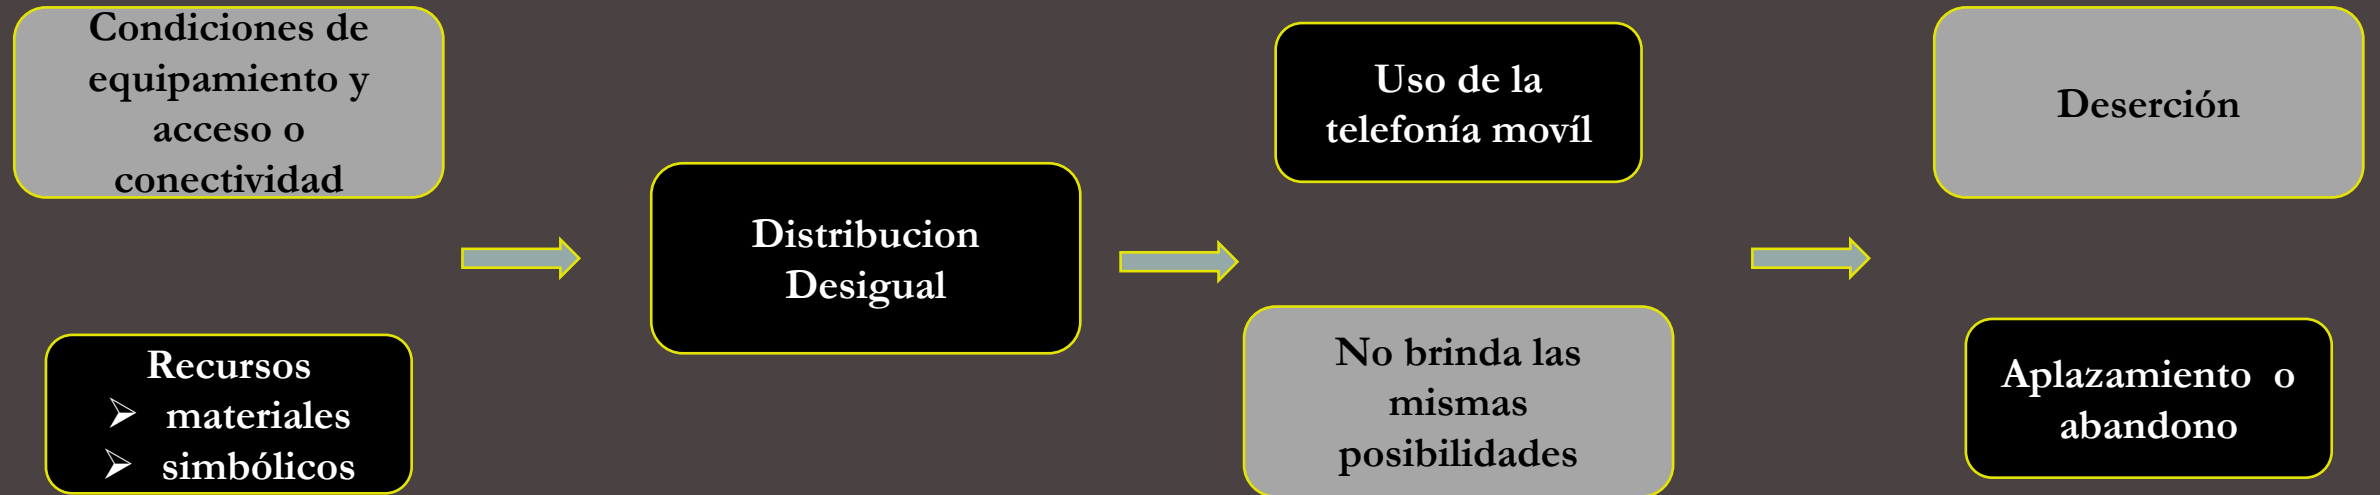 Condiciones de
equipamiento y
acceso o
conectividad
Recursos
➢ materiales
➢ simbólicos
Distribucion
Desigual
Uso de la
telefonía movíl
No brinda las
mismas
posibilidades
Deserción
Aplazamiento o
abandono